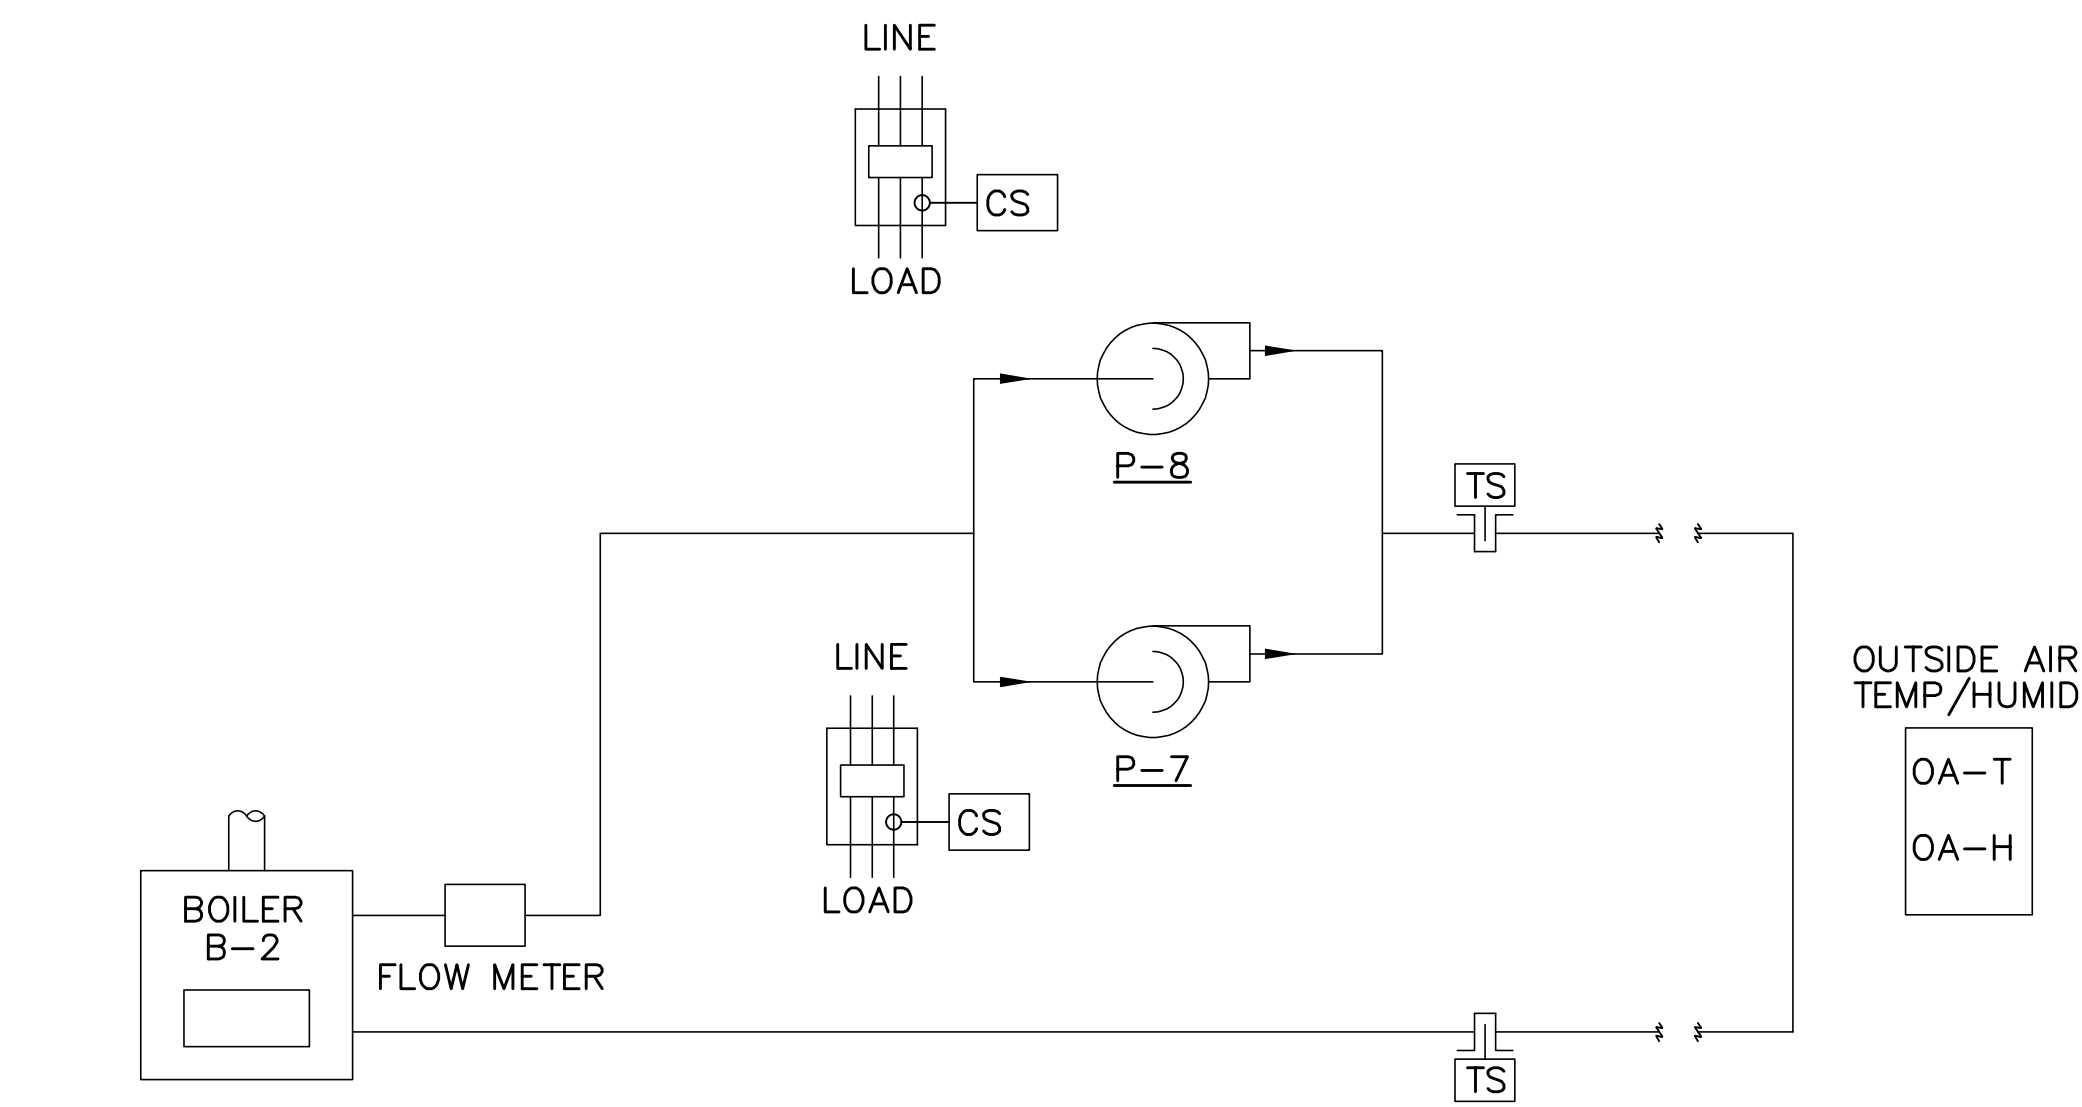 LINE
CS
LOAD
P-8
TS
LINE
OUTSIDE AIR
TEMP/HUMID
P-7
OA-T
CS
OA-H
LOAD
BOILER
B-2
FLOW METER
TS